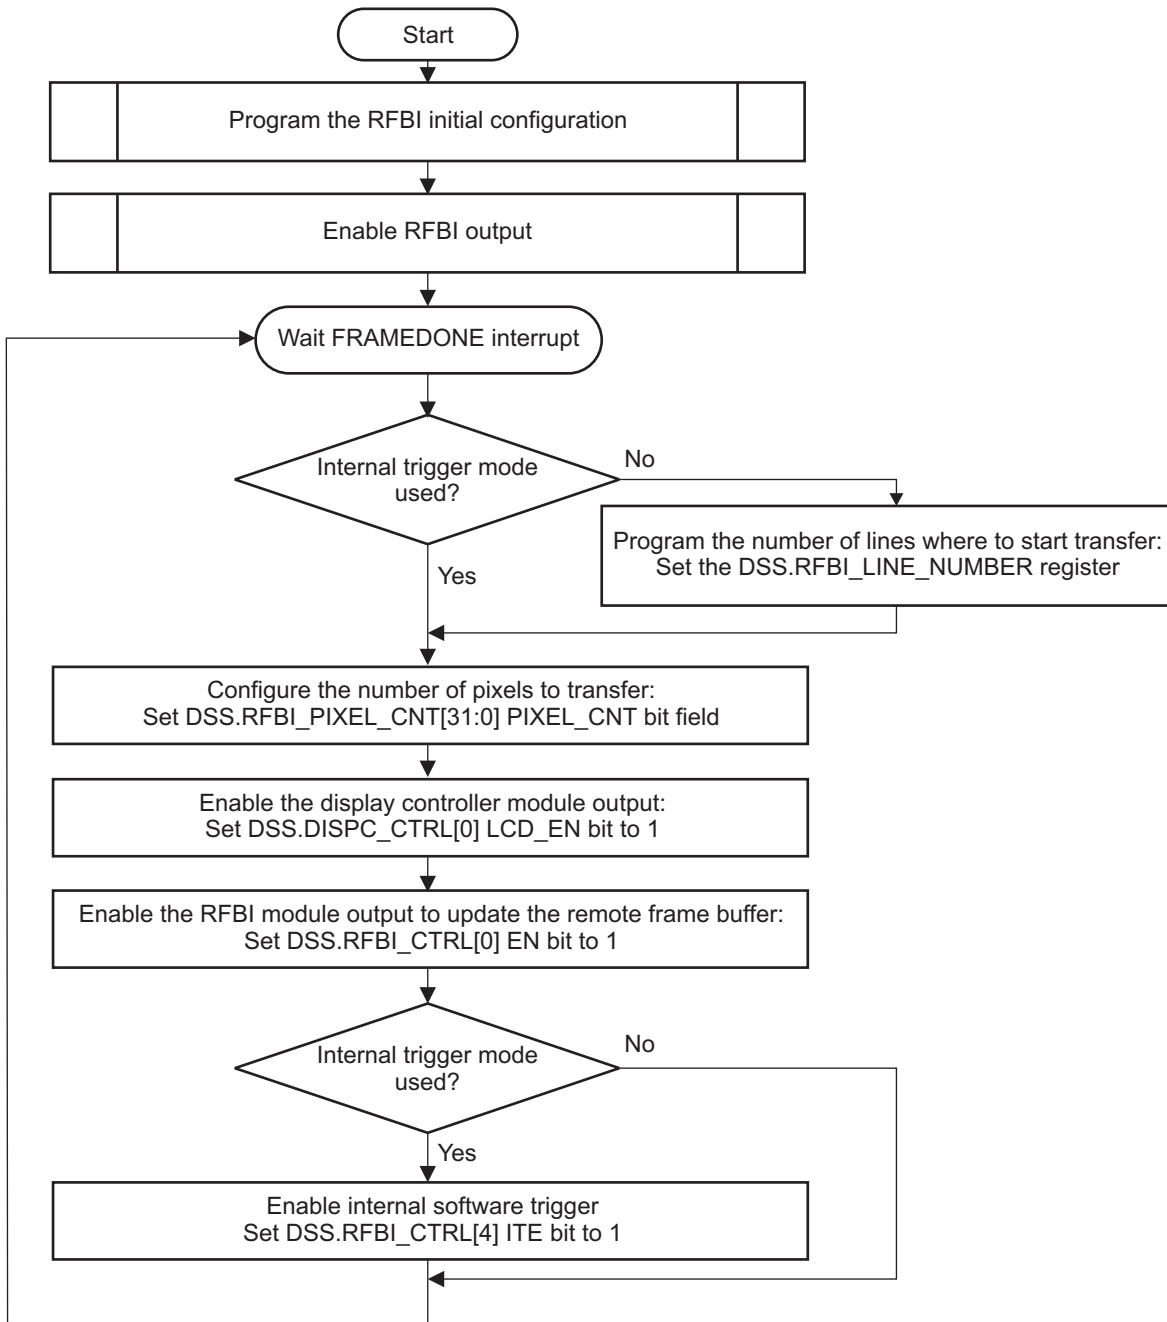 Start
Program the RFBI initial configuration
Enable RFBI output
Wait FRAMEDONE interrupt
Internal trigger mode
used?
No
Program the number of lines where to start transfer:
Set the DSS.RFBI_LINE_NUMBER register
Yes
Configure the number of pixels to transfer:
Set DSS.RFBI_PIXEL_CNT[31:0] PIXEL_CNT bit field
Enable the display controller module output:
Set DSS.DISPC_CTRL[0] LCD_EN bit to 1
Enable the RFBI module output to update the remote frame buffer:
Set DSS.RFBI_CTRL[0] EN bit to 1
Internal trigger mode
used?
No
Yes
Enable internal software trigger
Set DSS.RFBI_CTRL[4] ITE bit to 1